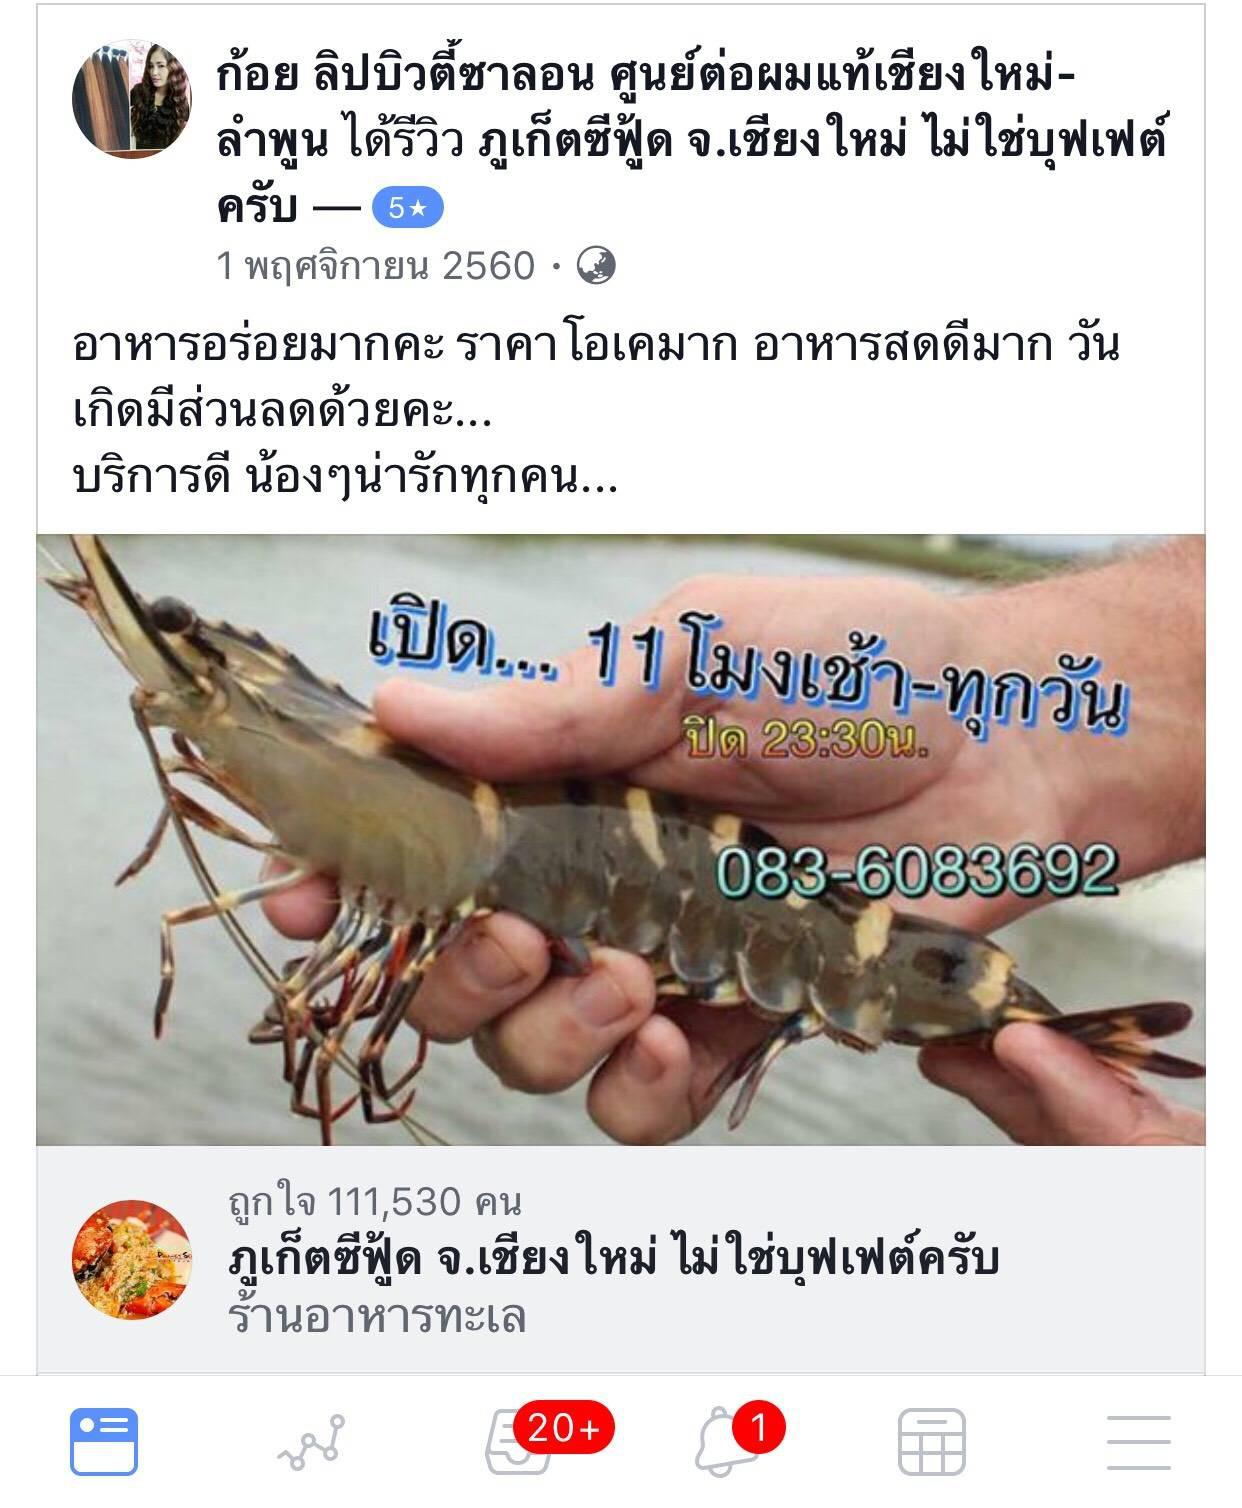 ก้อย ลิปบิวตี้ซาลอน ศูนย์ต่อผมแท้เชียงใหม่-
ลำพูน ได้รีวิว ภูเก็ตซีฟู้ด จ.เชียงใหม่ ไม่ใช่บุฟเฟต์
ครับ — 5★
1 พฤศจิกายน 2560 ·
อาหารอร่อยมากคะ ราคาโอเคมาก อาหารสดดีมาก วัน
เกิดมีส่วนลดด้วยคะ...
บริการดี น้องๆน่ารักทุกคน...
เปิด... 11 โมงเช้า-ทุกวัน
ปิด 23:30น.
083-6083692
ถูกใจ 111,530 คน
ภูเก็ตซีฟู้ด จ.เชียงใหม่ ไม่ใช่บุฟเฟต์ครับ
ร้านอาหารทะเล
20+
1